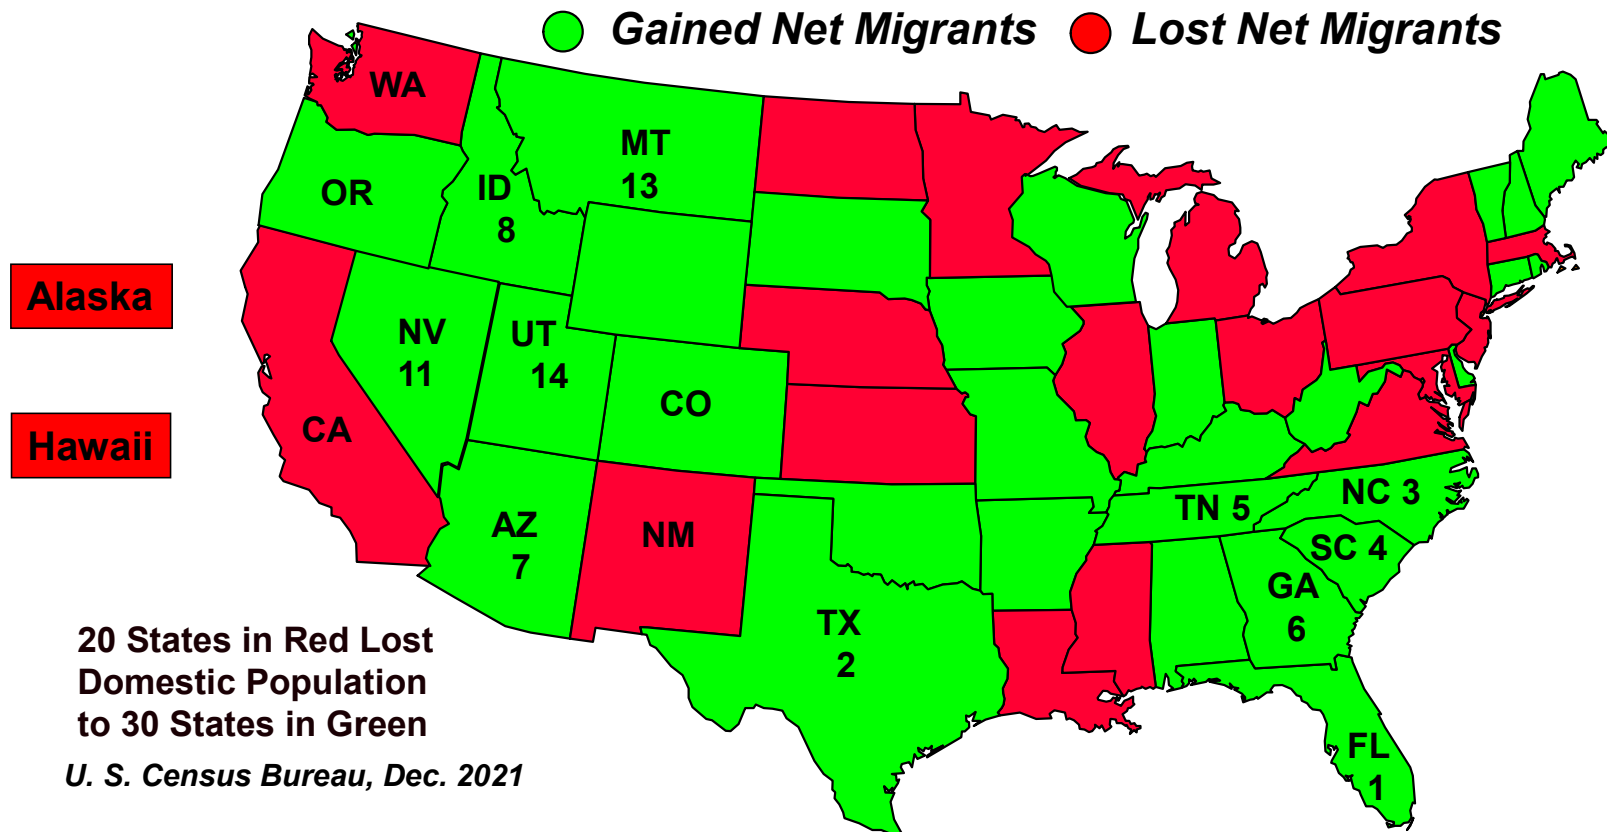 Gained Net Migrants
Lost Net Migrants
WA
MT
13
OR
ID
8
Alaska
NV
11
UT
14
CO
Hawaii
CA
AZ
7
NM
TN 5
NC 3
SC 4
GA
6
TX
2
FL
1
20 States in Red Lost
Domestic Population
to 30 States in Green
U. S. Census Bureau, Dec. 2021